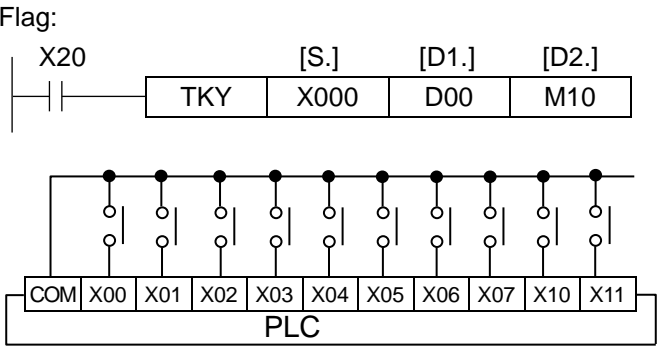 Flag:
X20 [S.] [D1.] [D2.]
TKY X000 D00 M10
COM X00 X01 X02 X03 X04 X05 X06 X07 X10 X11
PLC